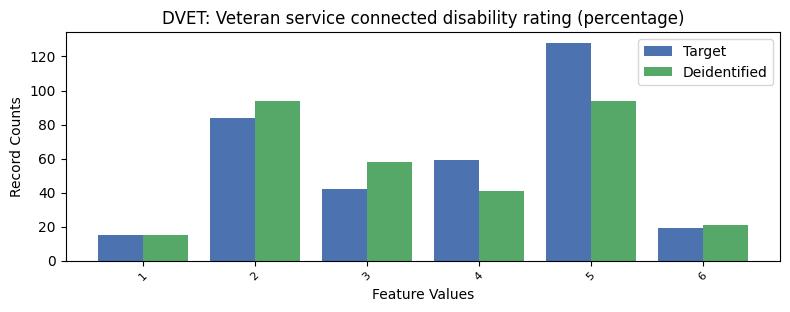 DVET: Veteran service connected disability rating (percentage)
Target
Deidentified
Record Counts
120
100
80
60
40
20
0
1 2 3 4 5 6
Feature Values